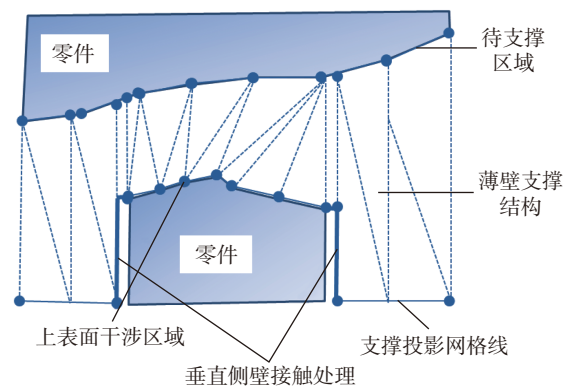 零件
待支撑
区域
薄壁支撑
结构
零件
上表面干涉区域
支撑投影网格线
垂直侧壁接触处理